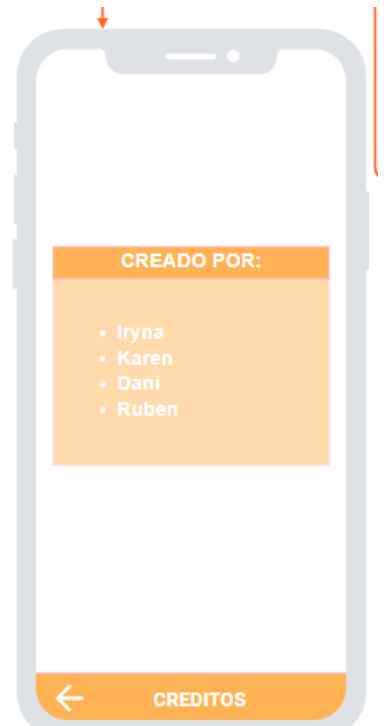 CREADO POR:
• Iryna
• Karen
• Dani
• Ruben
CREDITOS